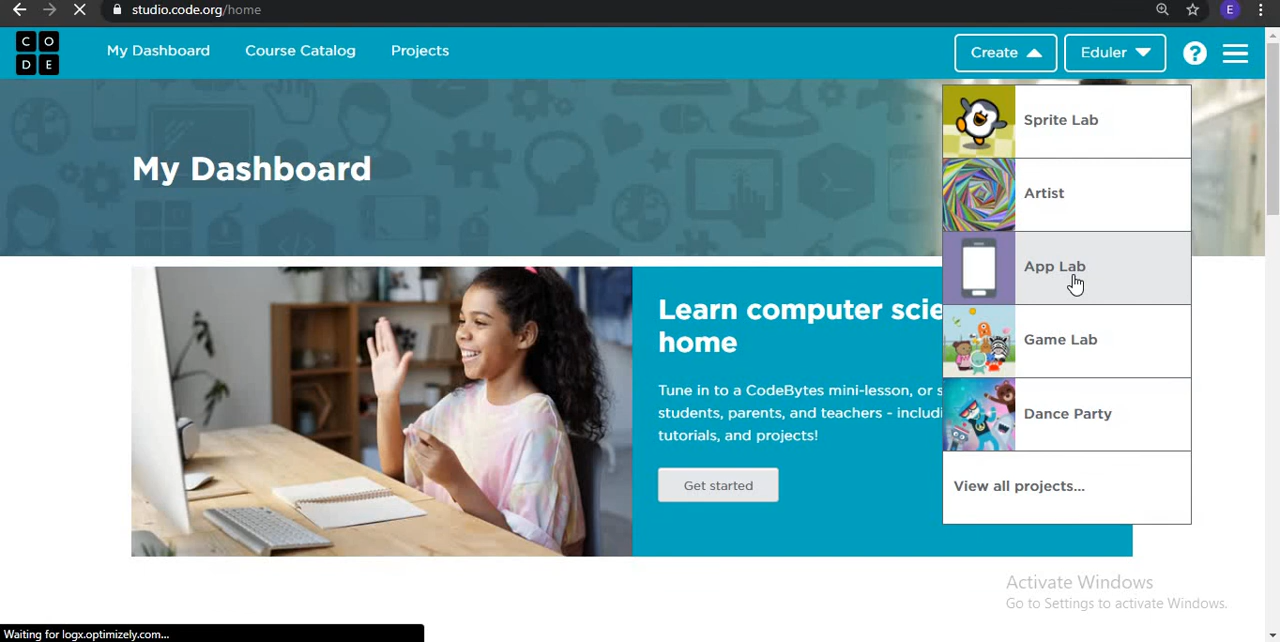 studio.code.org/home
E
C O
D E
My Dashboard
Course Catalog
Projects
Create
Eduler
?
My Dashboard
Sprite Lab
Artist
App Lab
Game Lab
Dance Party
View all projects...
Learn computer scie
home
Tune in to a CodeBytes mini-lesson, or s
students, parents, and teachers - includi
tutorials, and projects!
Get started
Activate Windows
Go to Settings to activate Windows.
Waiting for logx.optimizely.com...